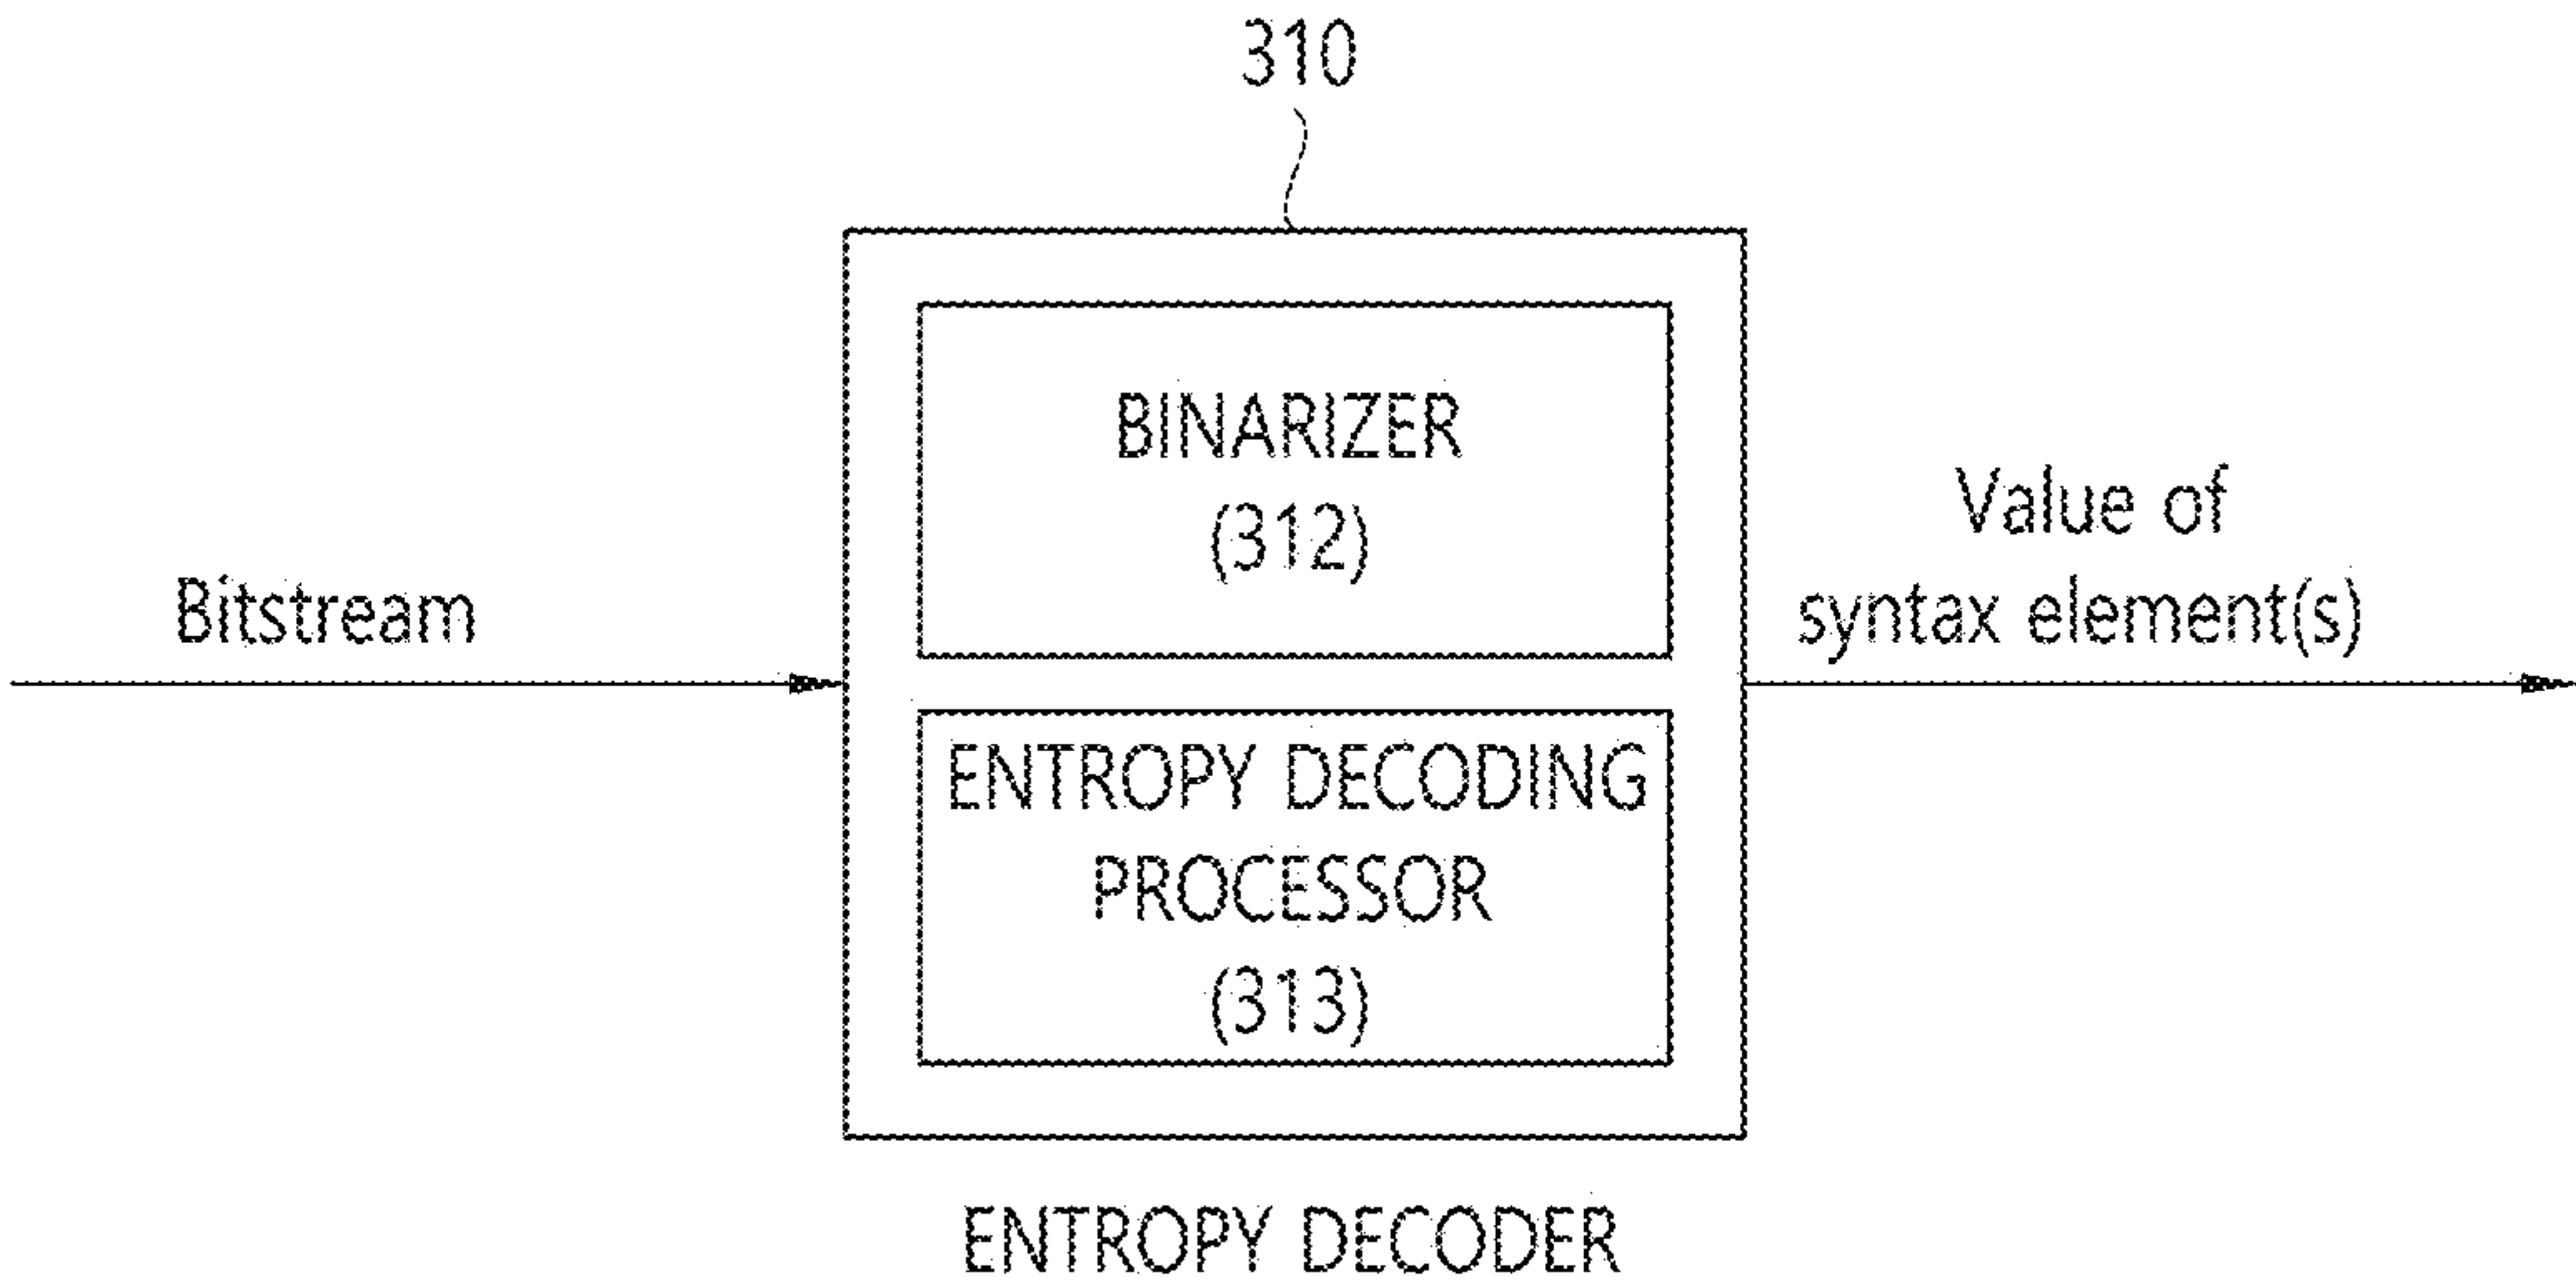 310
BINARIZER
(312)
Value of
syntax element(s)
Bitstream
ENTROPY DECODING
PROCESSOR
(313)
ENTROPY DECODER